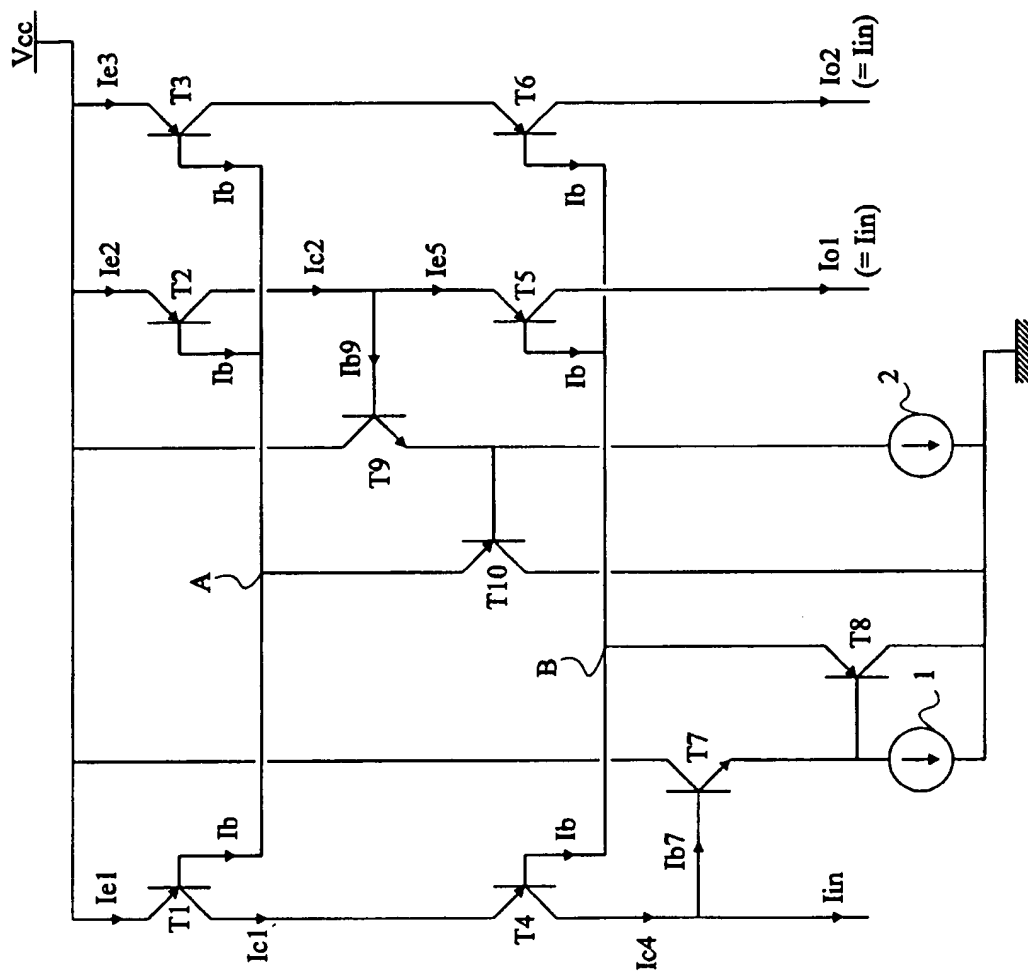 Vcc
Ie1
Ie2
Ie3
T1
T2
T3
Ib
Ib
Ib
A
Ic1
Ic2
Ib9
Ie5
T9
T10
T4
T5
T6
Ib
Ib
Ib
B
Ic4
Ib7
T7
T8
1
2
Iin
Io1
(= Iin)
Io2
(= Iin)